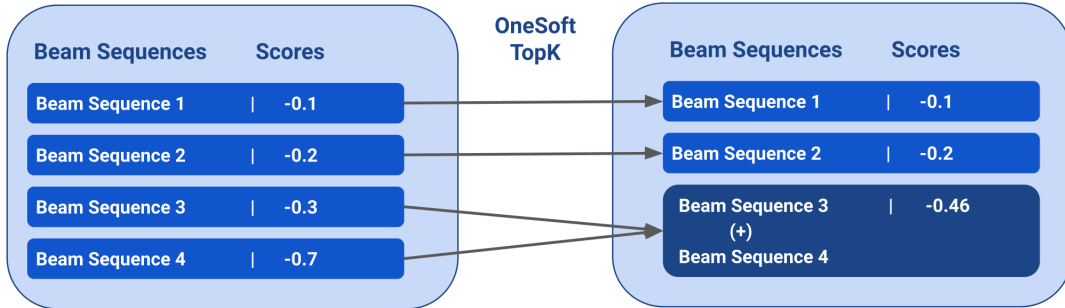 OneSoft
TopK
Beam Sequences Scores
Beam Sequence 1 | -0.1
Beam Sequence 2 | -0.2
Beam Sequence 3 | -0.3
Beam Sequence 4 | -0.7
Beam Sequences Scores
Beam Sequence 1 | -0.1
Beam Sequence 2 | -0.2
Beam Sequence 3 | -0.46
(+)
Beam Sequence 4